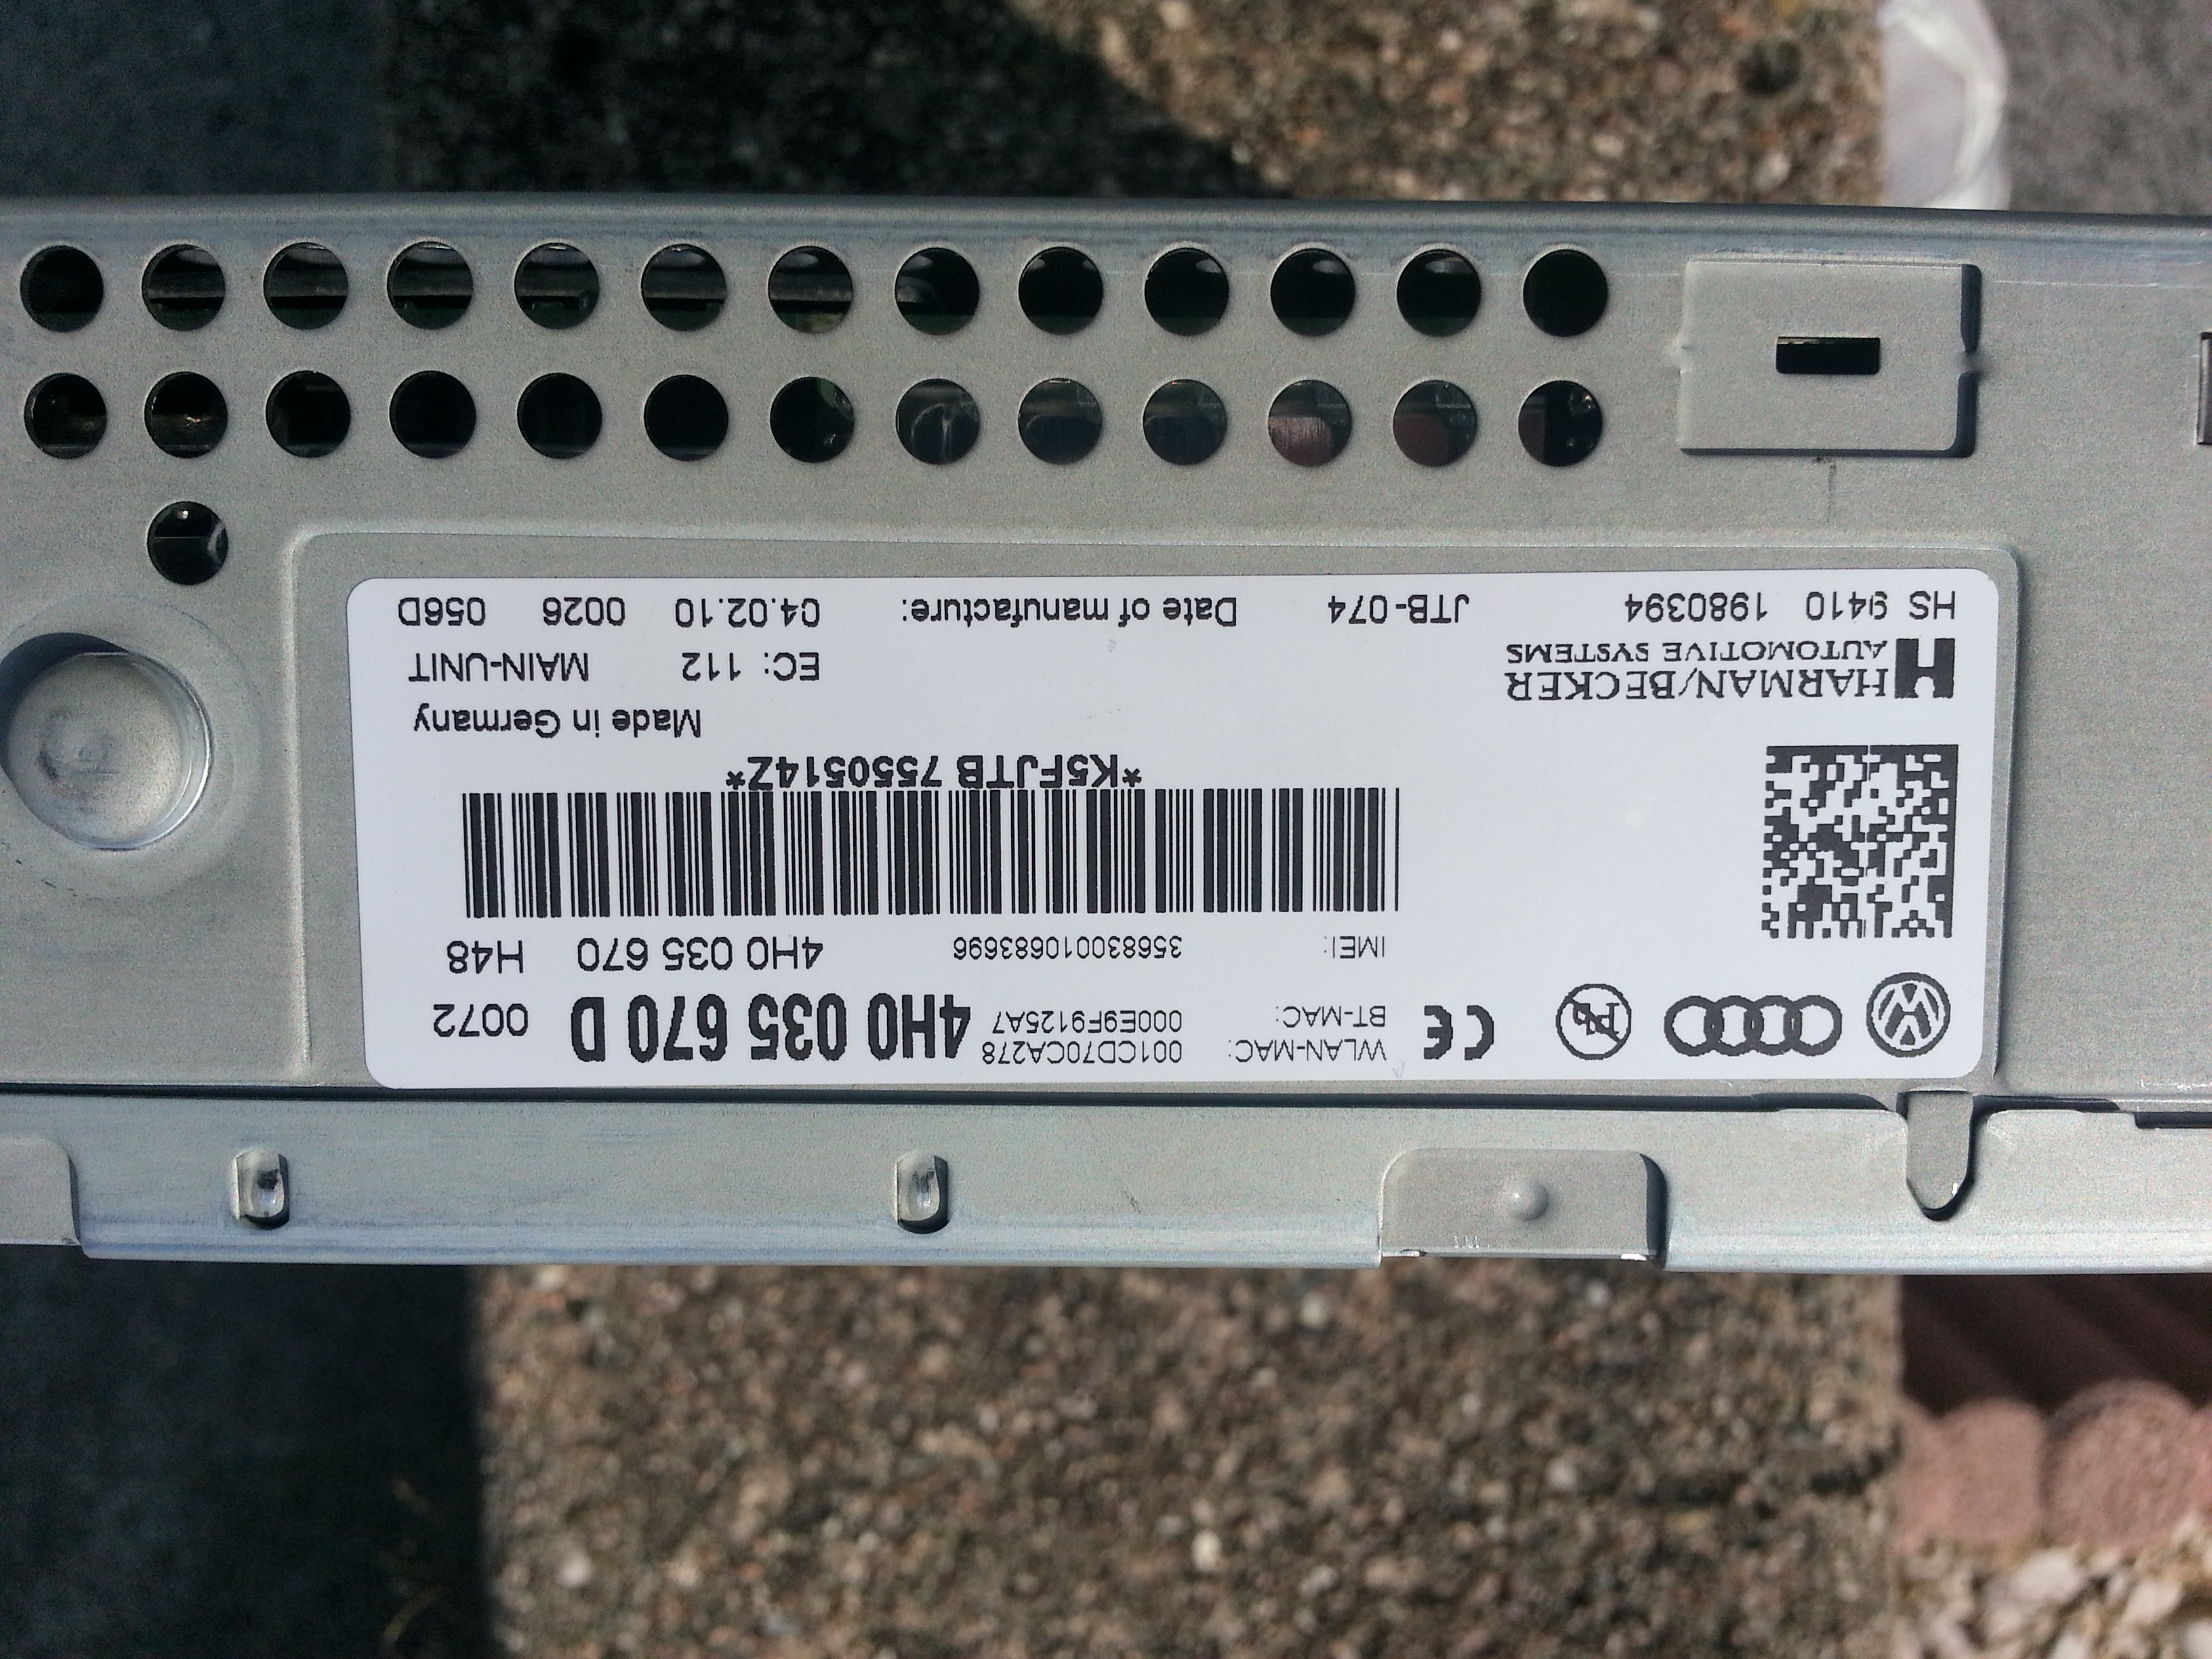 WLAN-MAC: 001CD70CA278 4H0 035 670 D 0072
BT-MAC: 000E9F9125A7
IMEI: 356830010683696 4H0 035 670 H48
*K5FJTB 7550514Z*
Made in Germany
HARMAN/BECKER
AUTOMOTIVE SYSTEMS
EC: 112 MAIN-UNIT
HS 9410 1980394 JTB-074 Date of manufacture: 04.02.10 0026 056D
CE
Pb